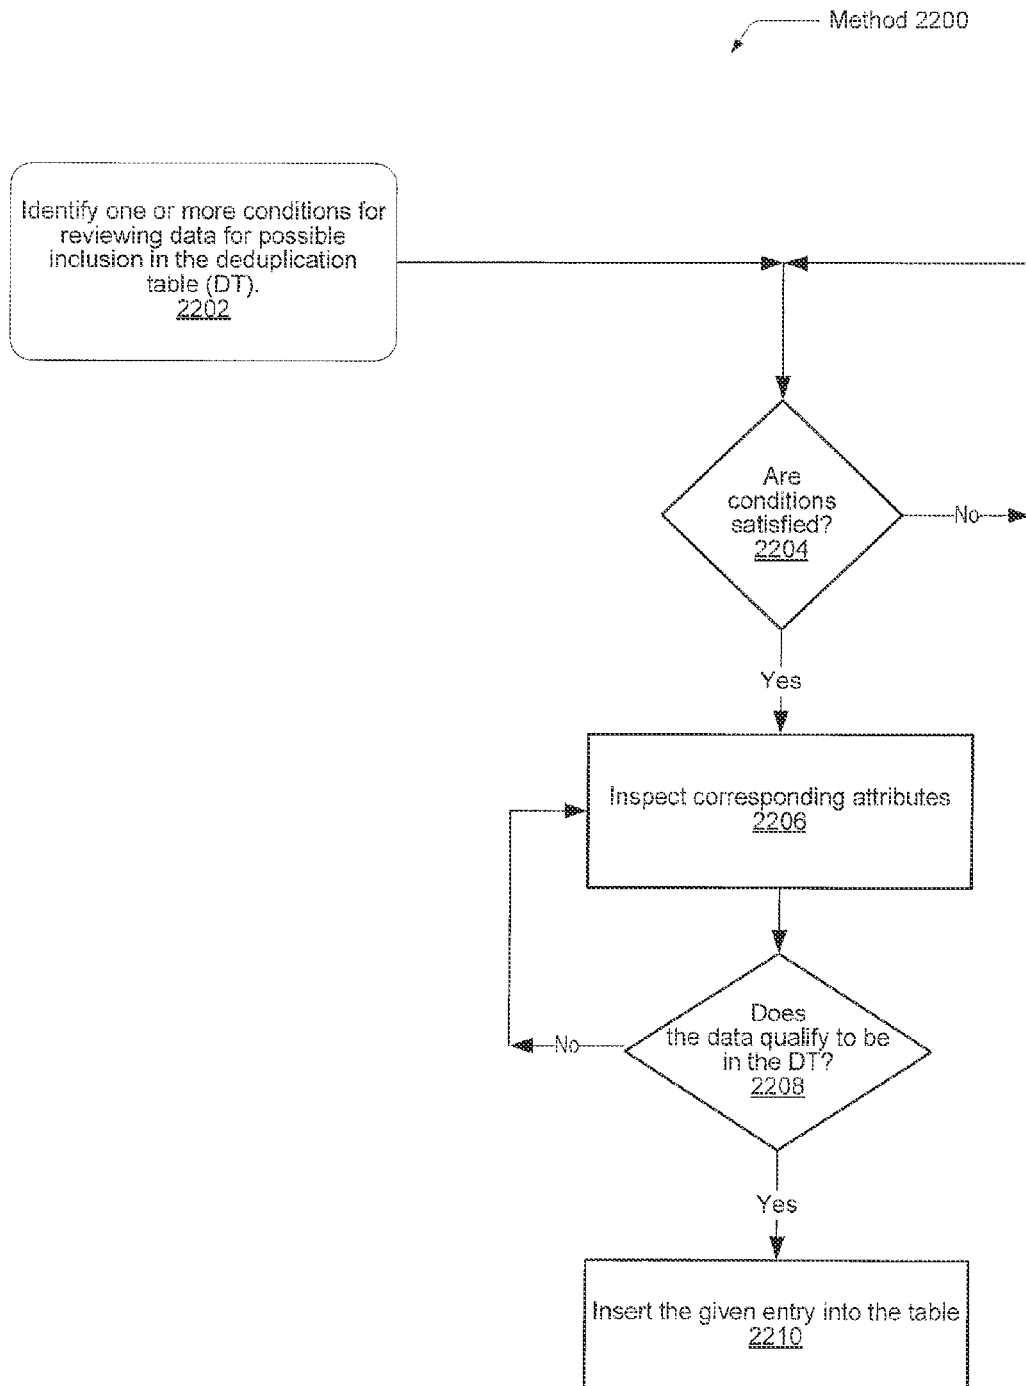 Method 2200
Identify one or more conditions for
reviewing data for possible
inclusion in the deduplication
table (DT).
2202
Are
conditions
satisfied?
2204
No
Yes
Inspect corresponding attributes
2206
Does
the data qualify to be
in the DT?
2208
No
Yes
Insert the given entry into the table
2210